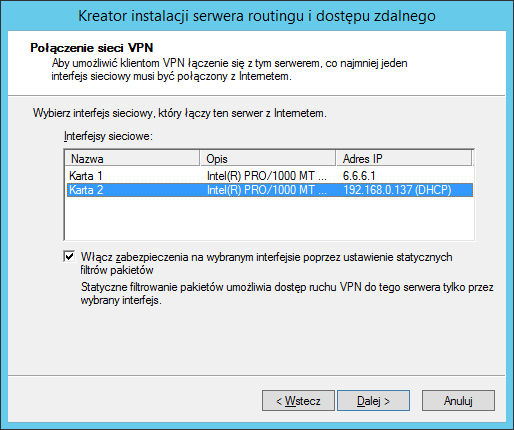 Kreator instalacji serwera routingu i dostępu zdalnego
Połączenie sieci VPN
Aby umożliwić klientom VPN łączenie się z tym serwerem, co najmniej jeden
interfejs sieciowy musi być połączony z Internetem.
Wybierz interfejs sieciowy, który łączy ten serwer z Internetem.
Interfejsy sieciowe:
Nazwa Opis Adres IP
Karta 1 Intel(R) PRO/1000 MT ... 6.6.6.1
Karta 2 Intel(R) PRO/1000 MT ... 192.168.0.137 (DHCP)
Włącz zabezpieczenia na wybranym interfejsie poprzez ustawienie statycznych
filtrów pakietów
Statyczne filtrowanie pakietów umożliwia dostęp ruchu VPN do tego serwera tylko przez
wybrany interfejs.
< Wstecz Dalej > Anuluj